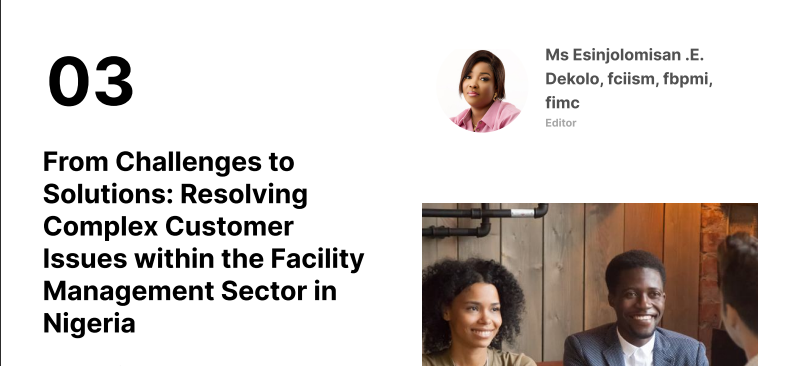 03
From Challenges to
Solutions: Resolving
Complex Customer
Issues within the Facility
Management Sector in
Nigeria
Ms Esinjolomisan .E.
Dekolo, fciism, fbpmi,
fimc
Editor